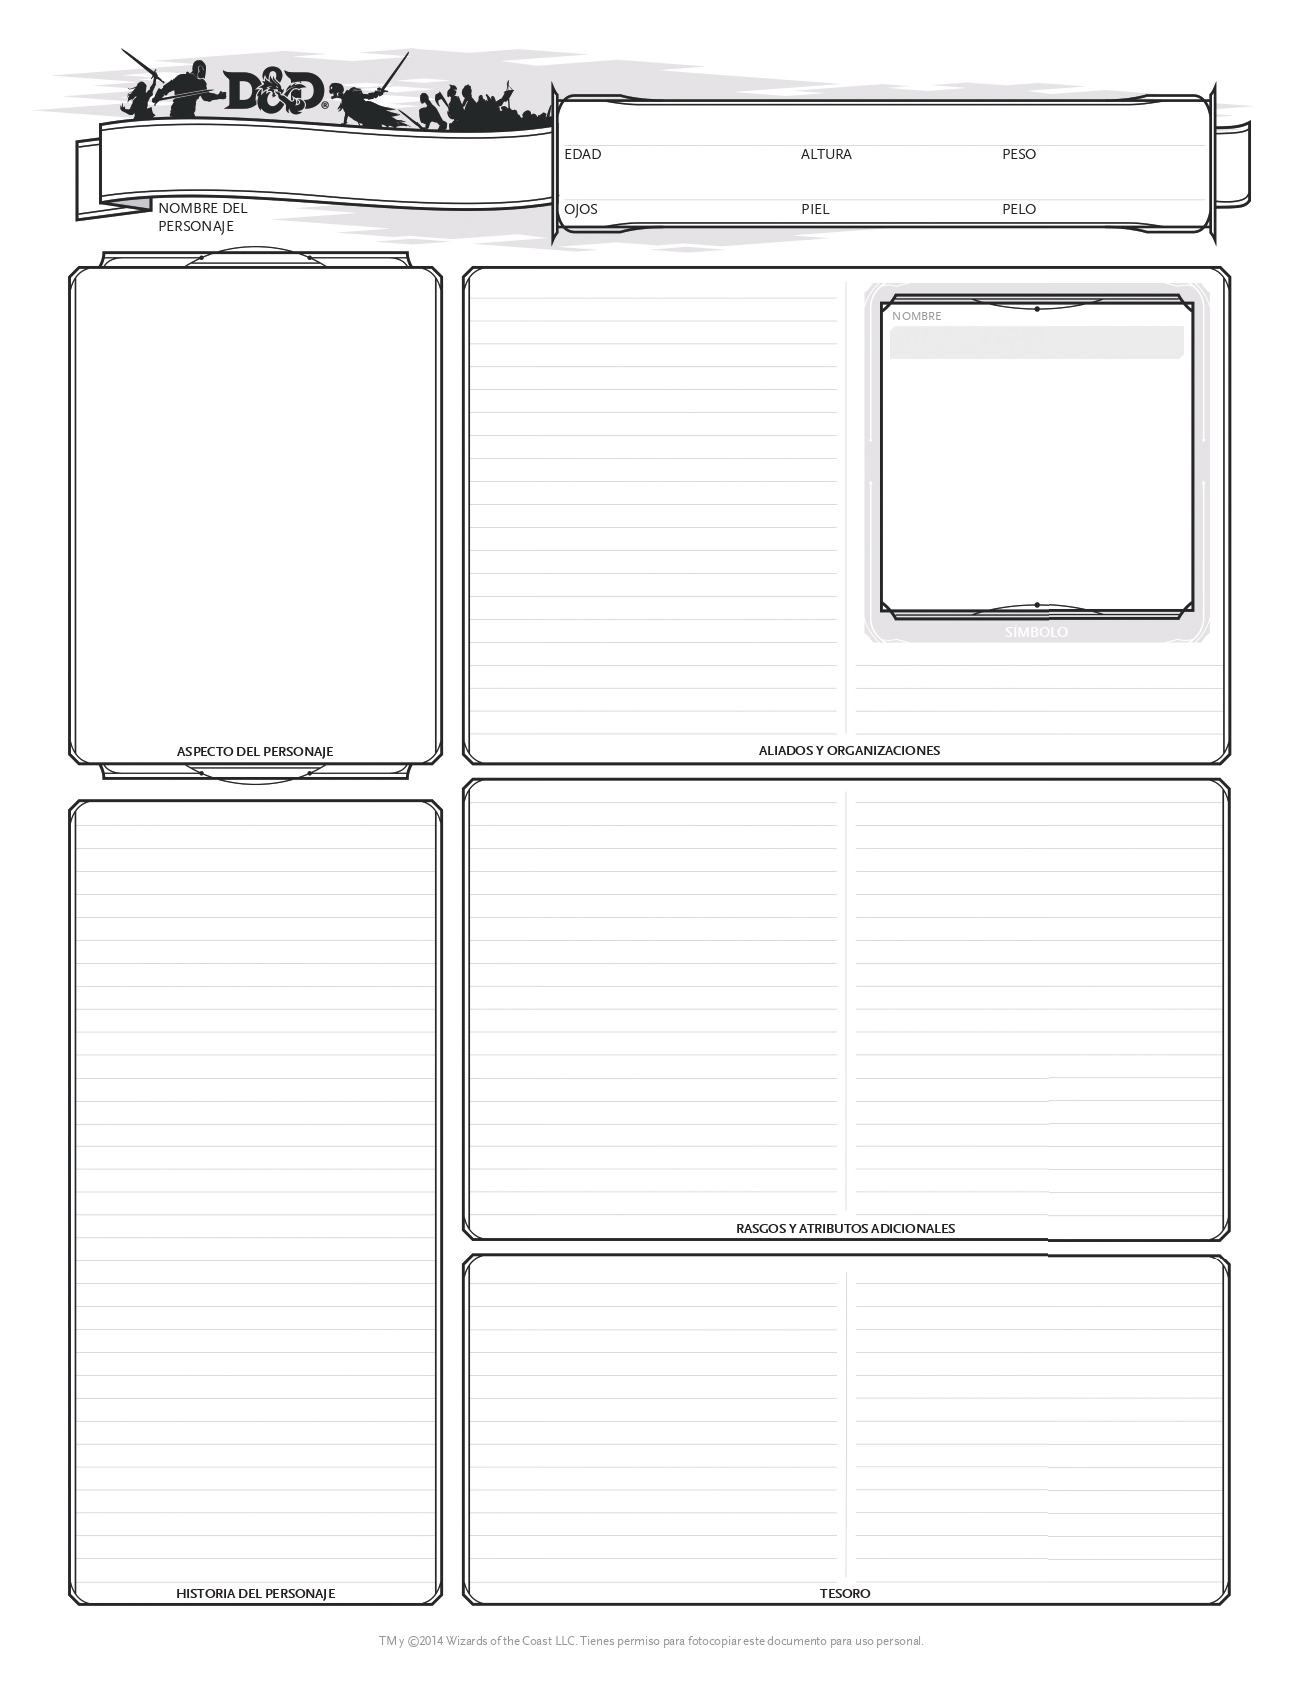 D&D®
EDAD ALTURA PESO
NOMBRE DEL
PERSONAJE
OJOS PIEL PELO
NOMBRE
SÍMBOLO
ASPECTO DEL PERSONAJE
ALIADOS Y ORGANIZACIONES
RASGOS Y ATRIBUTOS ADICIONALES
HISTORIA DEL PERSONAJE
TESORO
TM y ©2014 Wizards of the Coast LLC. Tienes permiso para fotocopiar este documento para uso personal.